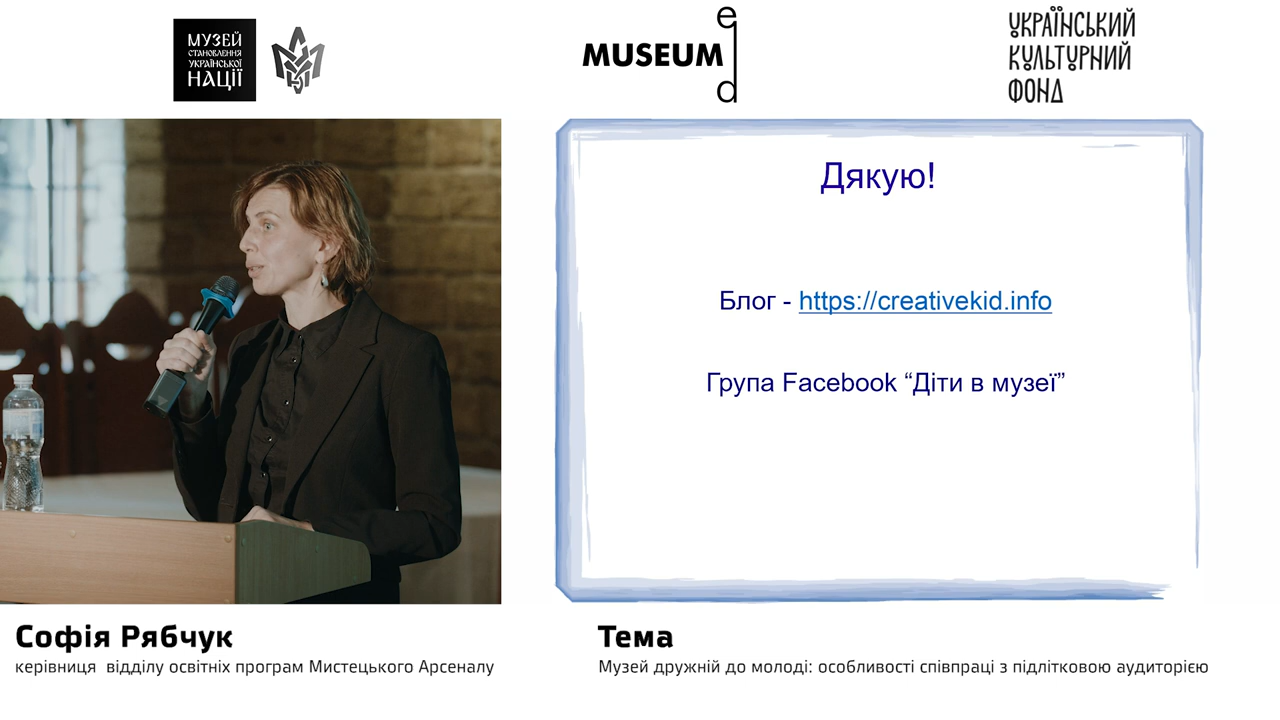 МУЗЕЙ
СТАНОВЛЕННЯ
УКРАЇНСЬКОЇ
НАЦІЇ
MUSEUM
ed
УКРАЇНСЬКИЙ
КУЛЬТУРНИЙ
ФОНД
Дякую!
Блог - https://creativekid.info
Група Facebook “Діти в музеї”
Софія Рябчук
керівниця відділу освітніх програм Мистецького Арсеналу
Тема
Музей дружній до молоді: особливості співпраці з підлітковою аудиторією